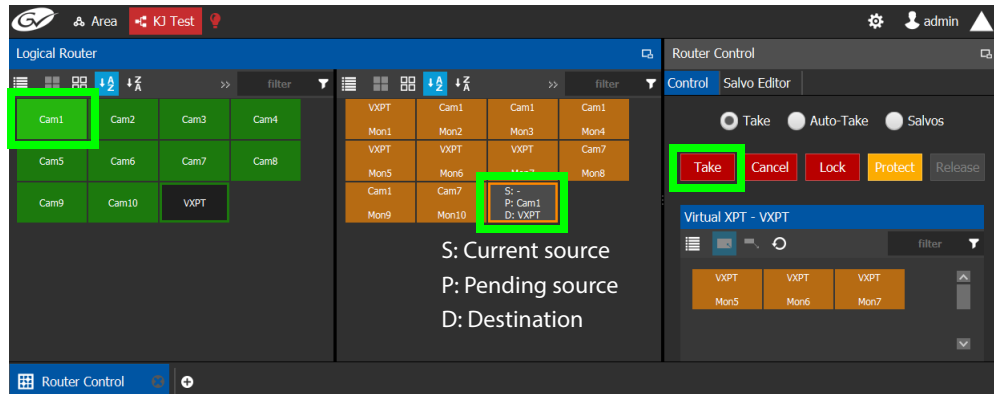 GV Area KJ Test admin
Logical Router
Router Control
filter
filter
Control Salvo Editor
Cam1 Cam2 Cam3 Cam4
Cam5 Cam6 Cam7 Cam8
Cam9 Cam10 VXPT
VXPT Cam1 Cam1 Cam1
Mon1 Mon2 Mon3 Mon4
VXPT VXPT VXPT Cam7
Mon5 Mon6 Mon7 Mon8
Cam1 Cam7 S: -
P: Cam1
Mon9 Mon10 D: VXPT
S: Current source
P: Pending source
D: Destination
Take Auto-Take Salvos
Take Cancel Lock Protect Release
Virtual XPT - VXPT
filter
VXPT VXPT VXPT
Mon5 Mon6 Mon7
Router Control